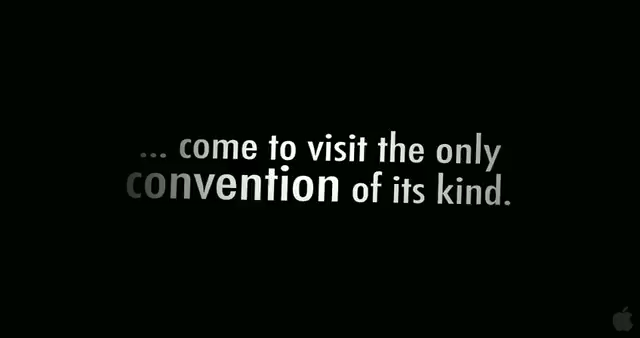 ... come to visit the only
convention of its kind.